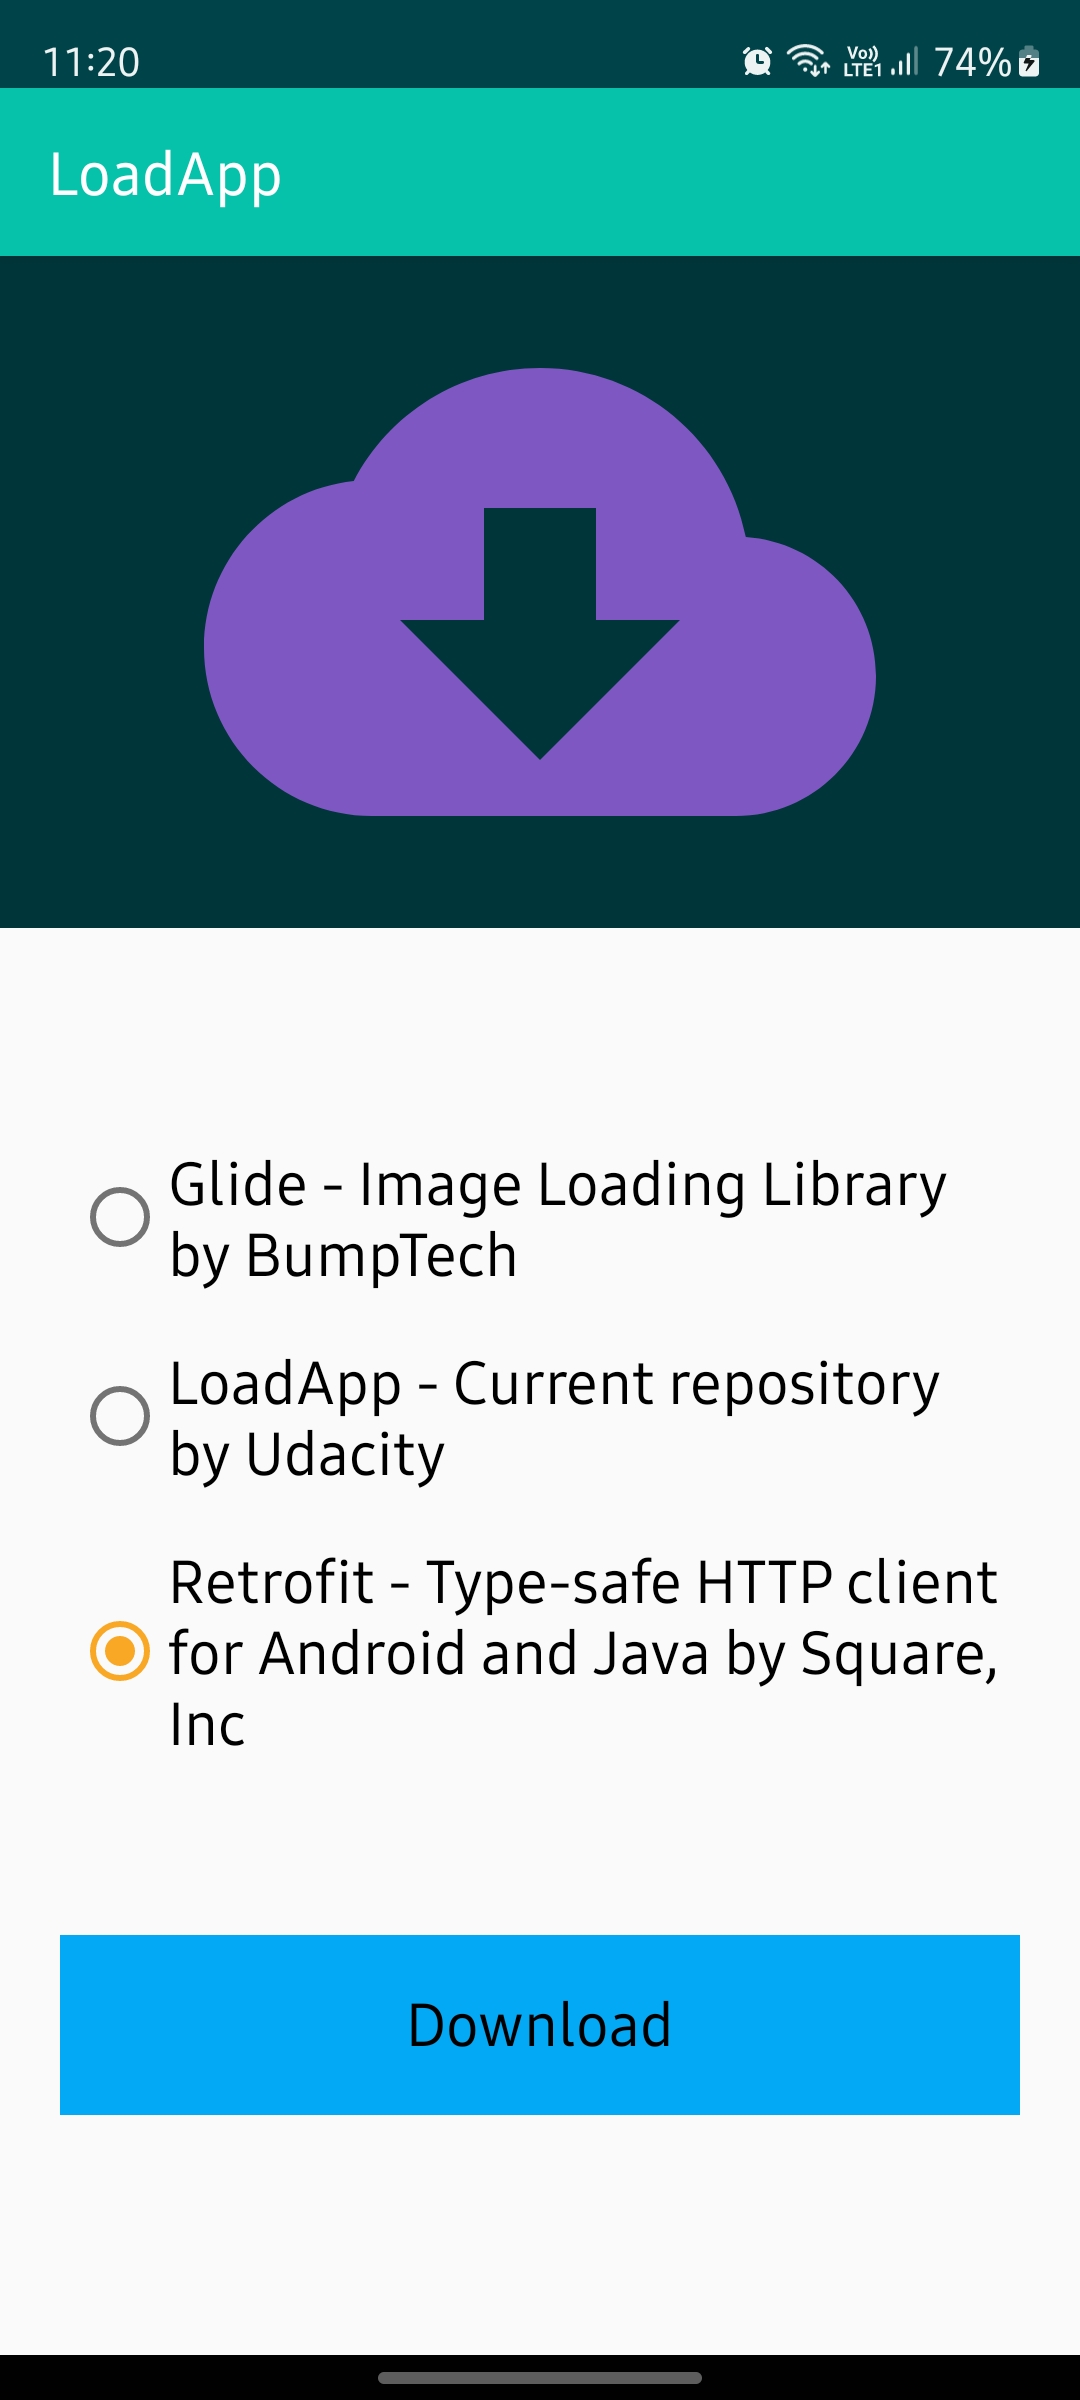 11:20
Vo)) LTE1 74%
LoadApp
Glide - Image Loading Library
by BumpTech
LoadApp - Current repository
by Udacity
Retrofit - Type-safe HTTP client
for Android and Java by Square,
Inc
Download